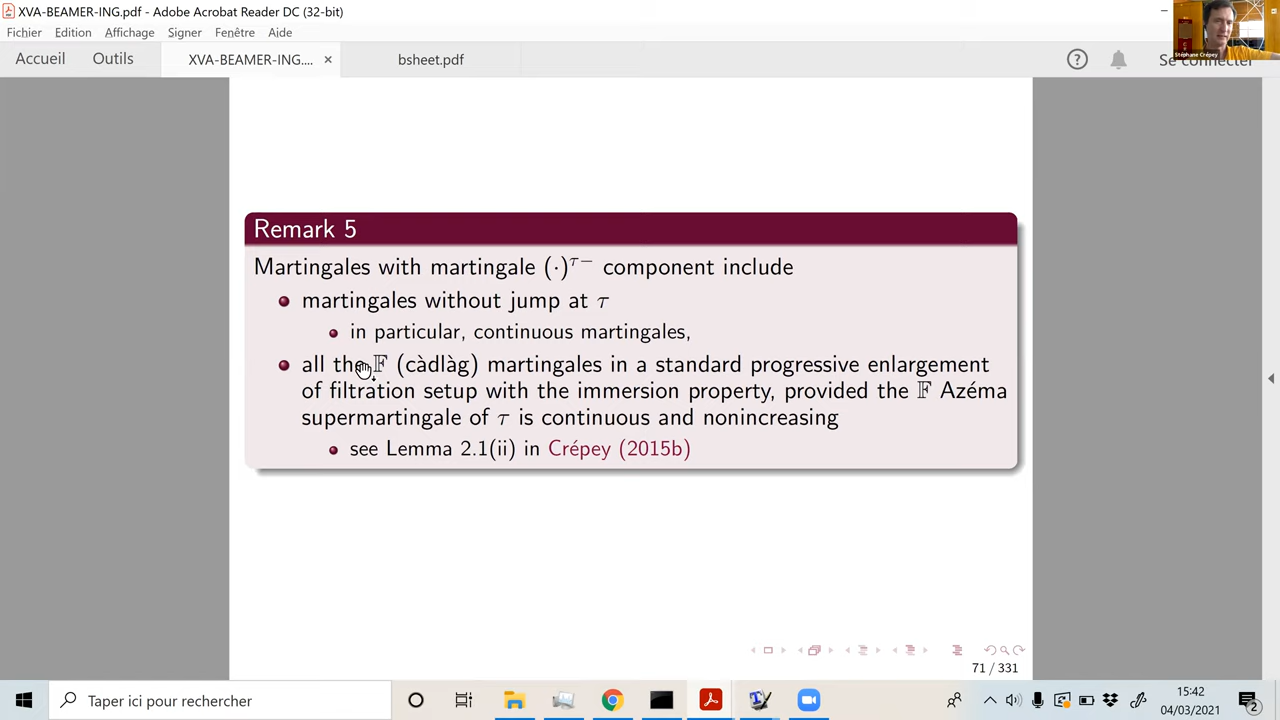 XVA-BEAMER-ING.pdf - Adobe Acrobat Reader DC (32-bit)
Fichier Edition Affichage Signer Fenêtre Aide
Accueil Outils XVA-BEAMER-ING.... × bsheet.pdf Se connecter
Stéphane Crépey
Remark 5
Martingales with martingale (·)^{τ−} component include
martingales without jump at τ
in particular, continuous martingales,
all the 𝔽 (càdlàg) martingales in a standard progressive enlargement
of filtration setup with the immersion property, provided the 𝔽 Azéma
supermartingale of τ is continuous and nonincreasing
see Lemma 2.1(ii) in Crépey (2015b)
71 / 331
Taper ici pour rechercher
15:42
04/03/2021
2